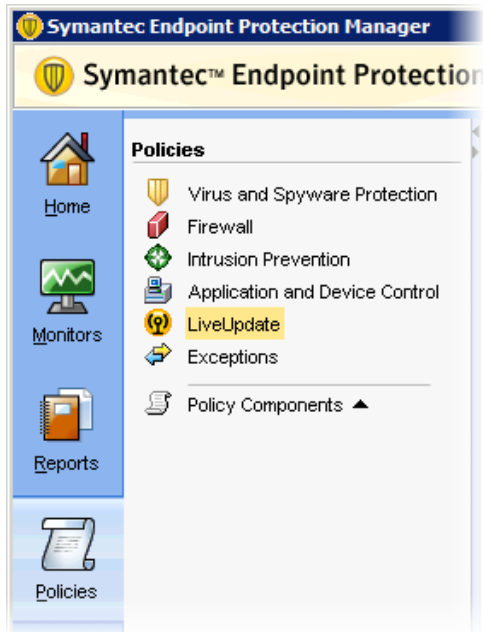 Symantec Endpoint Protection Manager
Symantec™ Endpoint Protection
Home
Monitors
Reports
Policies
Policies
Virus and Spyware Protection
Firewall
Intrusion Prevention
Application and Device Control
LiveUpdate
Exceptions
Policy Components